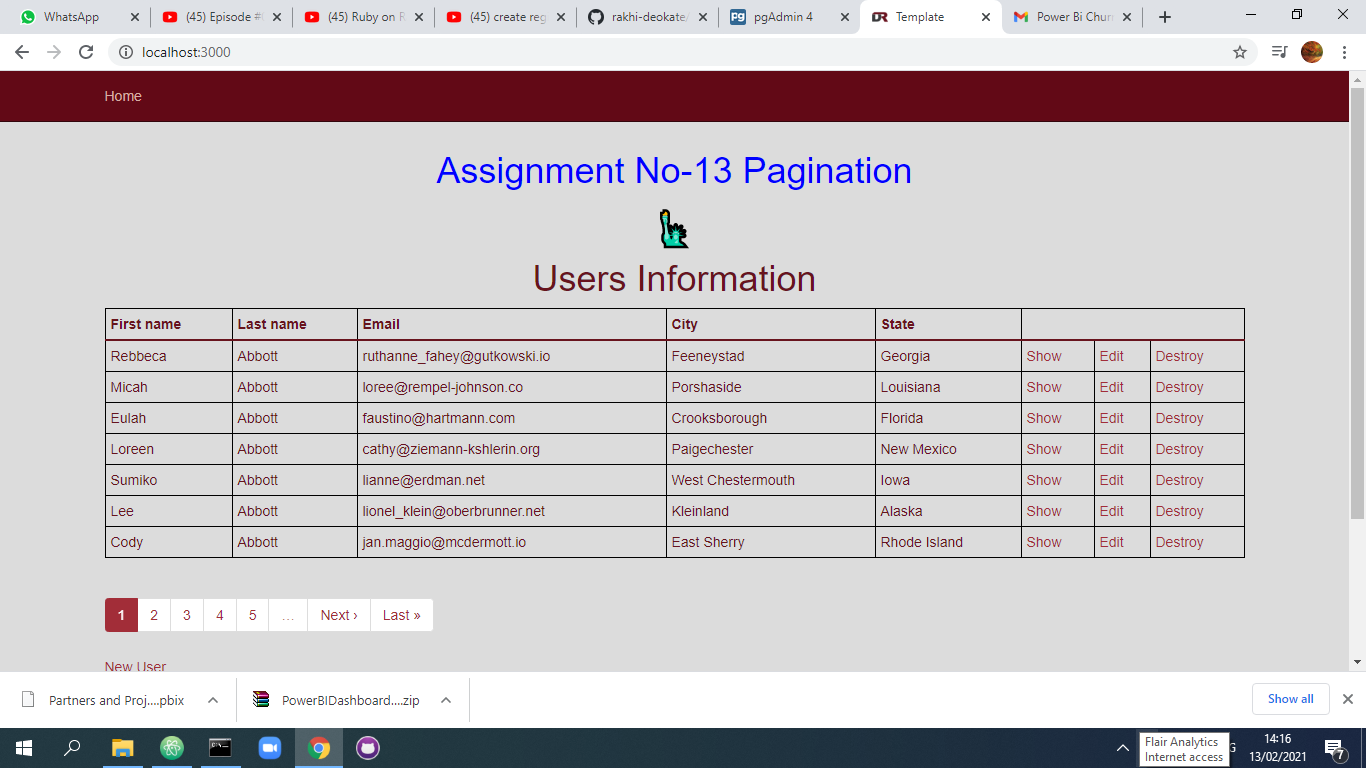 WhatsApp
(45) Episode #
(45) Ruby on R
(45) create reg
rakhi-deokate/
pgAdmin 4
Template
Power Bi Chur
localhost:3000
Home
Assignment No-13 Pagination
Users Information
First name Last name Email City State
Rebbeca Abbott ruthanne_fahey@gutkowski.io Feeneystad Georgia Show Edit Destroy
Micah Abbott loree@rempel-johnson.co Porshaside Louisiana Show Edit Destroy
Eulah Abbott faustino@hartmann.com Crooksborough Florida Show Edit Destroy
Loreen Abbott cathy@ziemann-kshlerin.org Paigechester New Mexico Show Edit Destroy
Sumiko Abbott lianne@erdman.net West Chestermouth Iowa Show Edit Destroy
Lee Abbott lionel_klein@oberbrunner.net Kleinland Alaska Show Edit Destroy
Cody Abbott jan.maggio@mcdermott.io East Sherry Rhode Island Show Edit Destroy
1 2 3 4 5 … Next › Last »
New User
Partners and Proj....pbix
PowerBIDashboard....zip
Show all
Flair Analytics
Internet access
G
14:16
13/02/2021
7